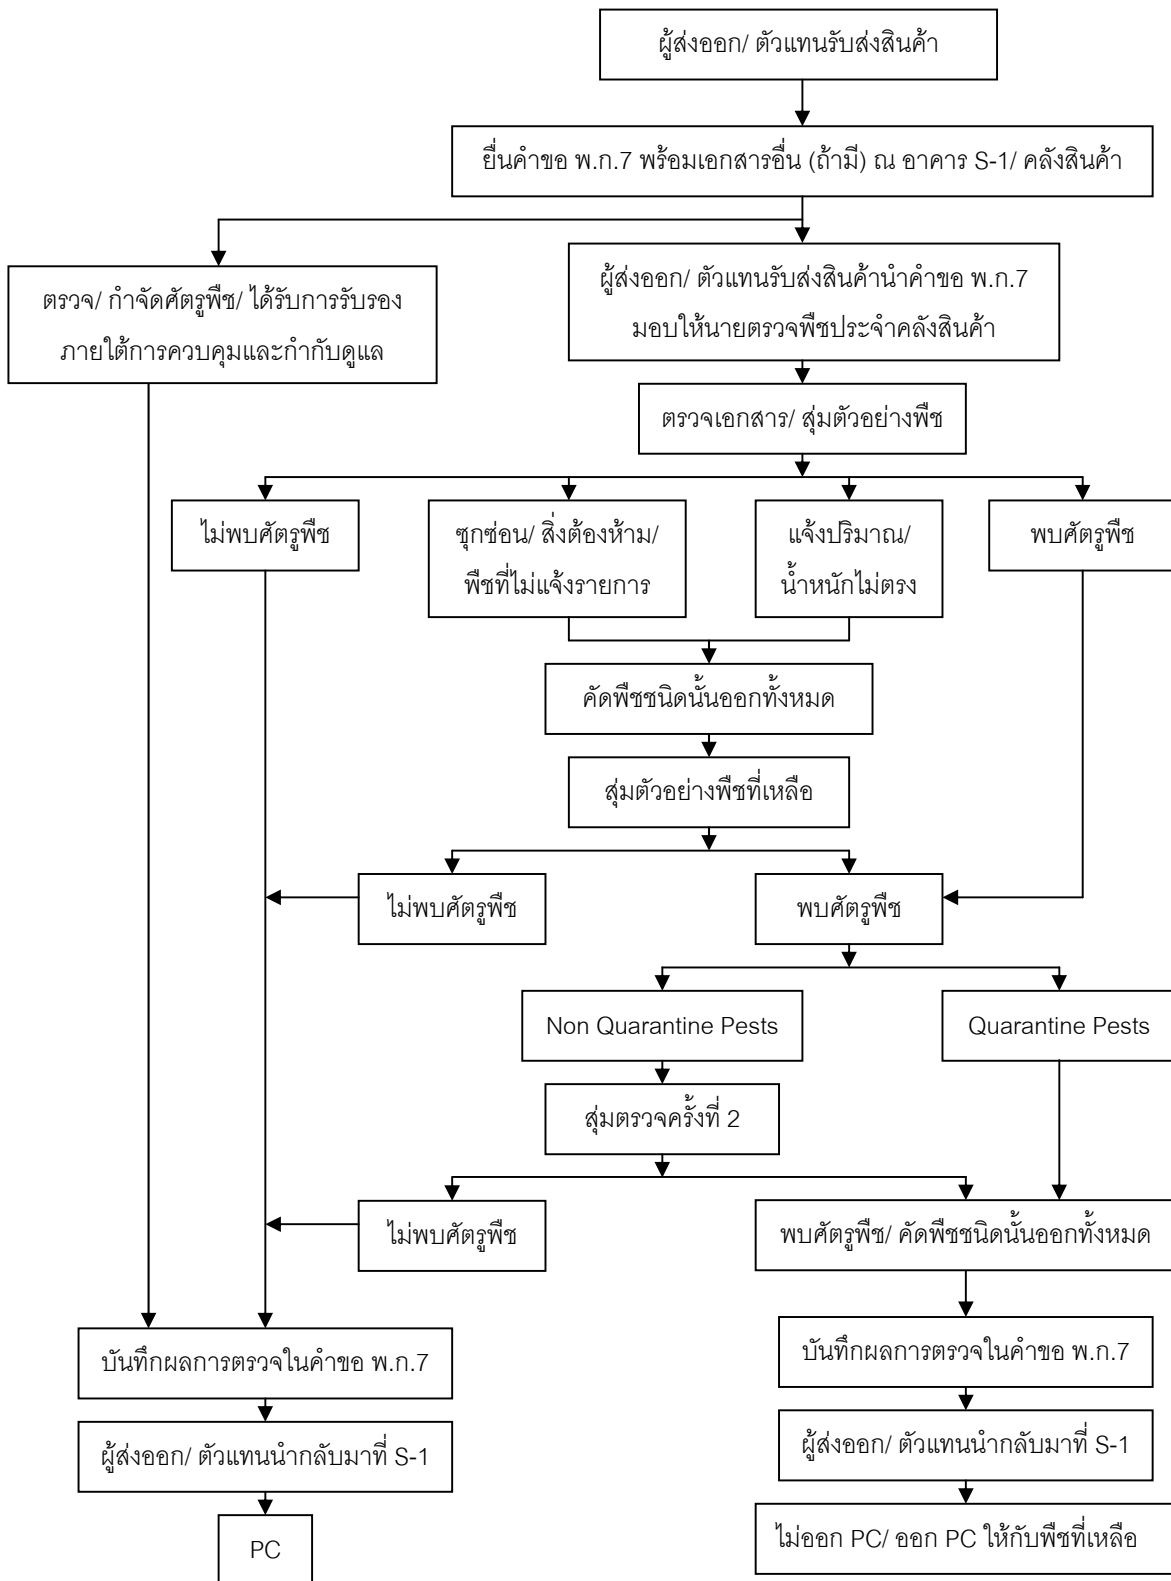 ผู้ส่งออก/ ตัวแทนรับส่งสินค้า
ยื่นคำขอ พ.ก.7 พร้อมเอกสารอื่น (ถ้ามี) ณ อาคาร S-1/ คลังสินค้า
ตรวจ/ กำจัดศัตรูพืช/ ได้รับการรับรอง
ภายใต้การควบคุมและกำกับดูแล
ผู้ส่งออก/ ตัวแทนรับส่งสินค้านำคำขอ พ.ก.7
มอบให้นายตรวจพืชประจำคลังสินค้า
ตรวจเอกสาร/ สุ่มตัวอย่างพืช
ไม่พบศัตรูพืช
ซุกซ่อน/ สิ่งต้องห้าม/
พืชที่ไม่แจ้งรายการ
แจ้งปริมาณ/
น้ำหนักไม่ตรง
พบศัตรูพืช
คัดพืชชนิดนั้นออกทั้งหมด
สุ่มตัวอย่างพืชที่เหลือ
ไม่พบศัตรูพืช
พบศัตรูพืช
Non Quarantine Pests
Quarantine Pests
สุ่มตรวจครั้งที่ 2
ไม่พบศัตรูพืช
พบศัตรูพืช/ คัดพืชชนิดนั้นออกทั้งหมด
บันทึกผลการตรวจในคำขอ พ.ก.7
บันทึกผลการตรวจในคำขอ พ.ก.7
ผู้ส่งออก/ ตัวแทนนำกลับมาที่ S-1
ผู้ส่งออก/ ตัวแทนนำกลับมาที่ S-1
PC
ไม่ออก PC/ ออก PC ให้กับพืชที่เหลือ